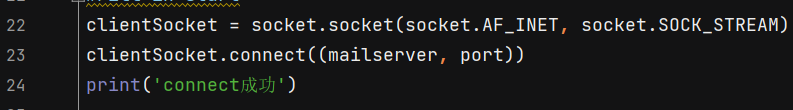 22 clientSocket = socket.socket(socket.AF_INET, socket.SOCK_STREAM)
23 clientSocket.connect((mailserver, port))
24 print('connect成功')